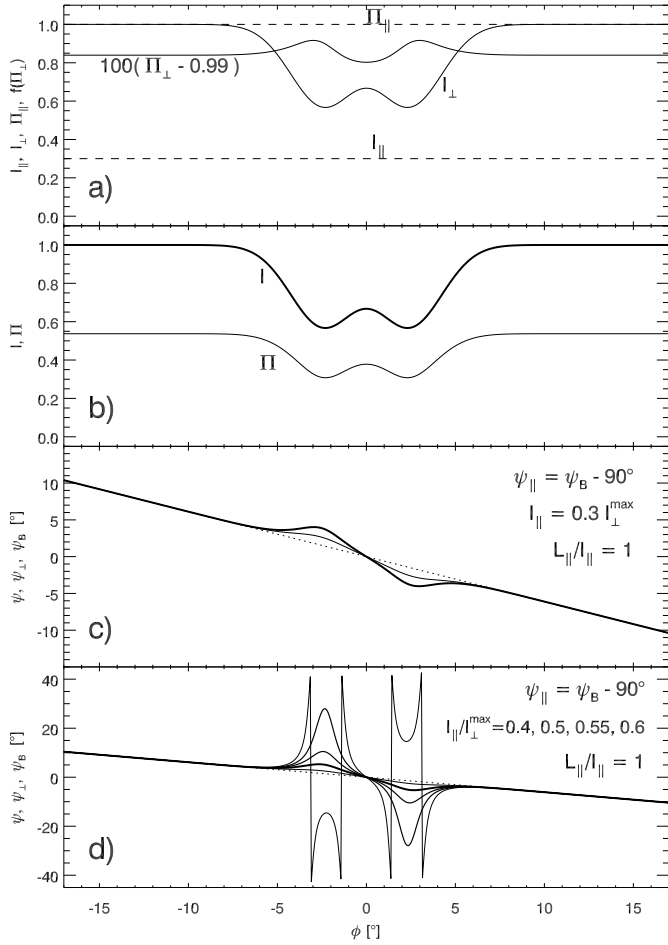 1.0
0.8
0.6
0.4
0.2
0.0
I∥, I⊥, Π∥, f(Π⊥)
Π∥
100(Π⊥ - 0.99)
I⊥
I∥
a)
1.0
0.8
0.6
0.4
0.2
0.0
I, Π
I
Π
b)
10
5
0
-5
-10
ψ, ψ⊥, ψB [°]
ψ∥ = ψB - 90°
I∥ = 0.3 I⊥max
L∥/I∥ = 1
c)
40
20
0
-20
-40
ψ, ψ⊥, ψB [°]
ψ∥ = ψB - 90°
I∥/I⊥max=0.4, 0.5, 0.55, 0.6
L∥/I∥ = 1
d)
-15 -10 -5 0 5 10 15
ϕ [°]